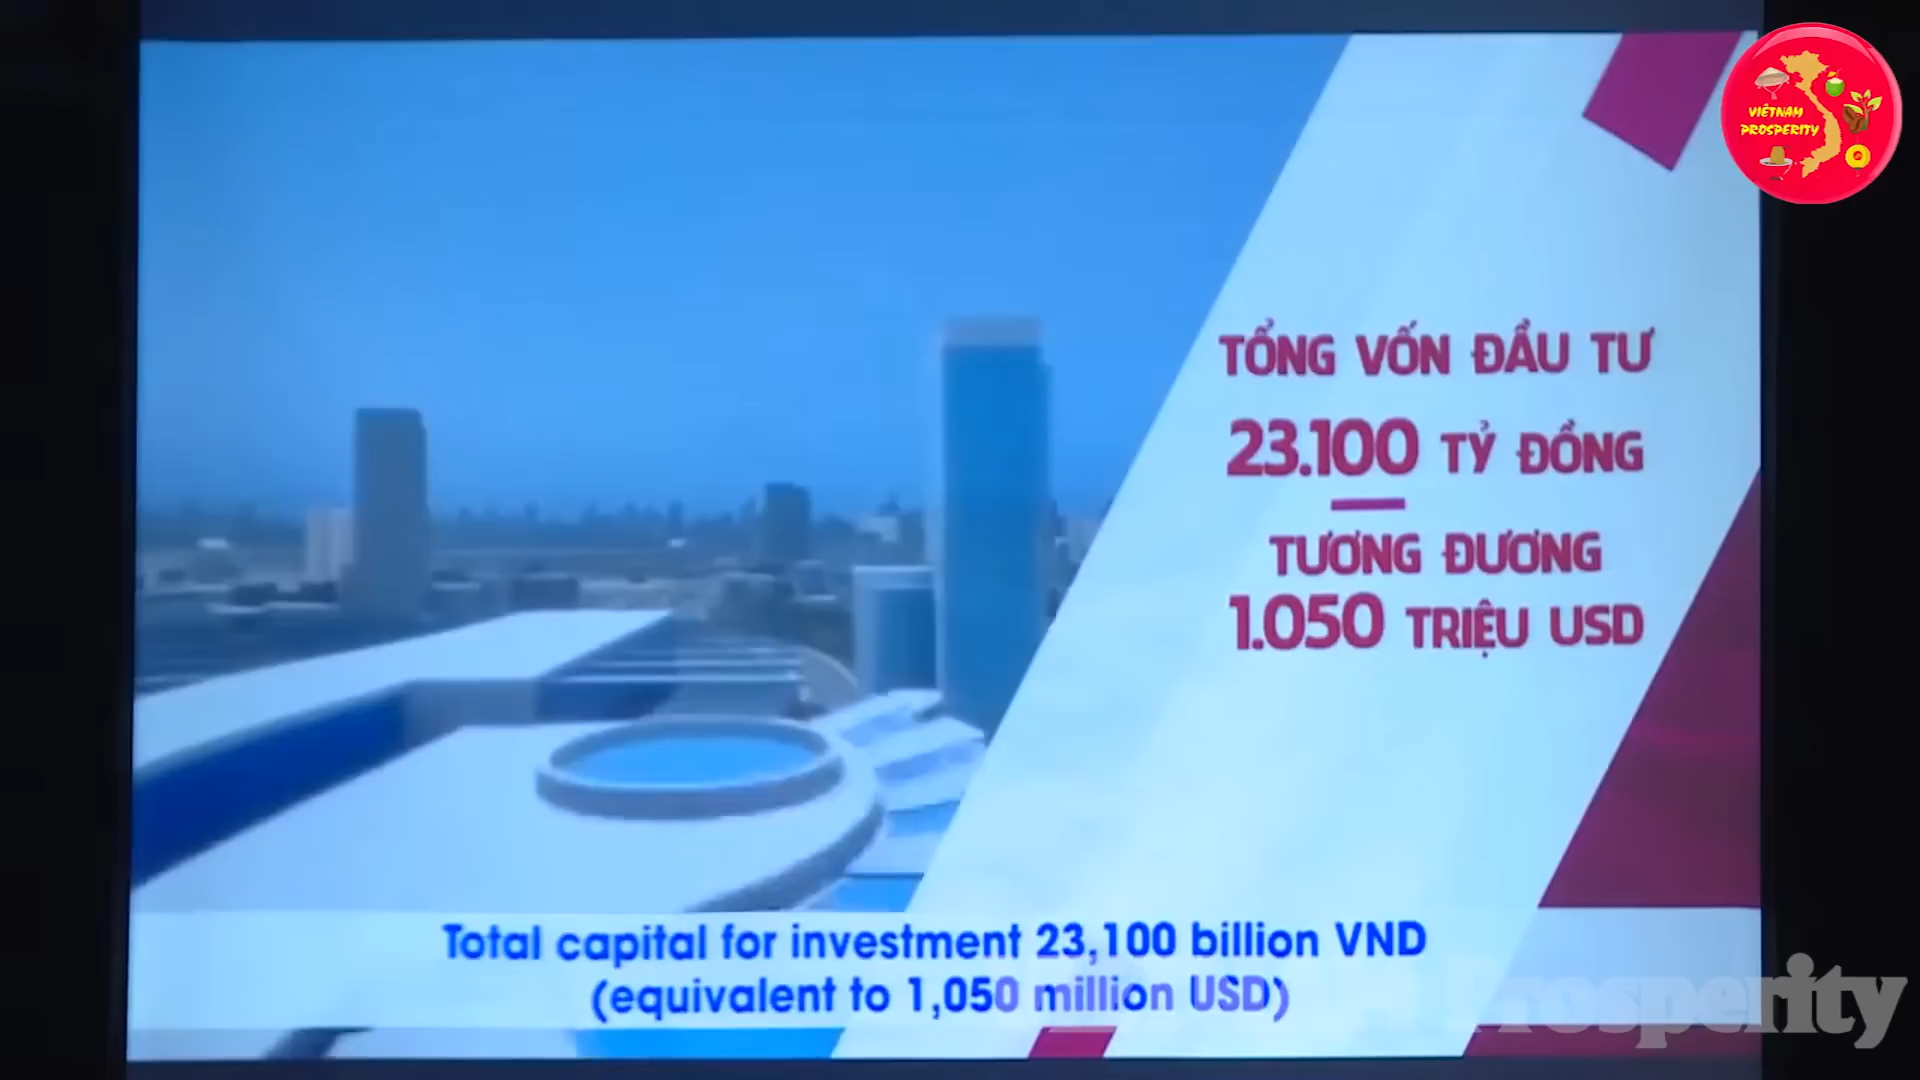 VIETNAM
PROSPERITY
TỔNG VỐN ĐẦU TƯ
23.100 TỶ ĐỒNG
TƯƠNG ĐƯƠNG
1.050 TRIỆU USD
Total capital for investment 23,100 billion VND
(equivalent to 1,050 million USD)
Prosperity